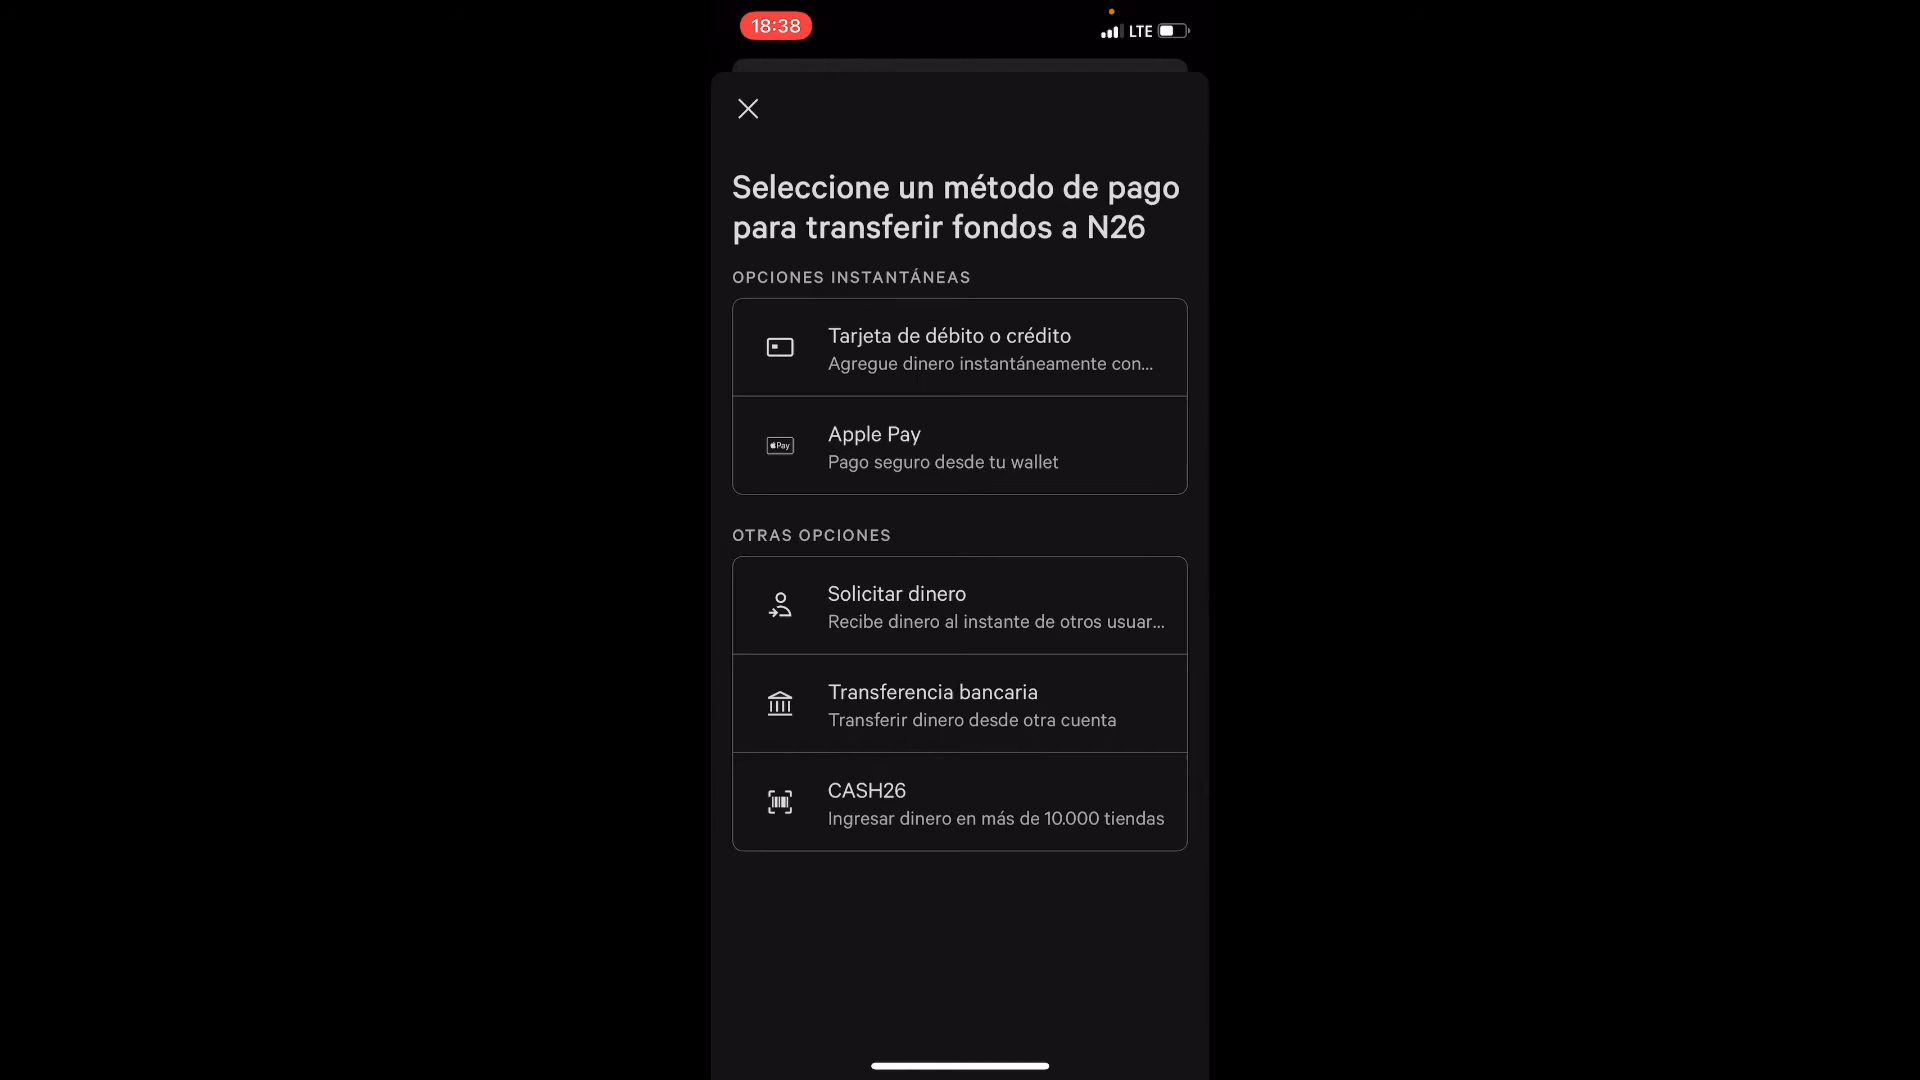 18:38
LTE
Seleccione un método de pago
para transferir fondos a N26
OPCIONES INSTANTÁNEAS
Tarjeta de débito o crédito
Agregue dinero instantáneamente con...
Pay
Apple Pay
Pago seguro desde tu wallet
OTRAS OPCIONES
Solicitar dinero
Recibe dinero al instante de otros usuar...
Transferencia bancaria
Transferir dinero desde otra cuenta
CASH26
Ingresar dinero en más de 10.000 tiendas